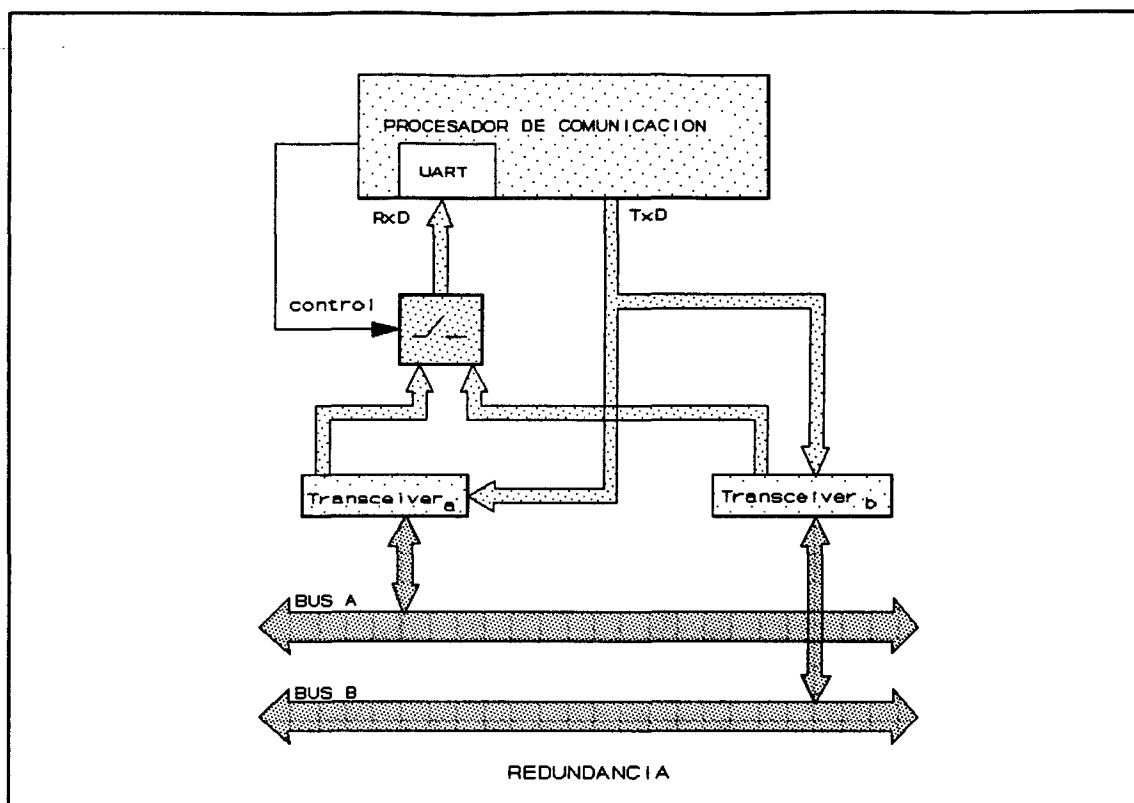 PROCESADOR DE COMUNICACION
UART
RxD
TxD
control
Transceiver a
Transceiver b
BUS A
BUS B
REDUNDANCIA